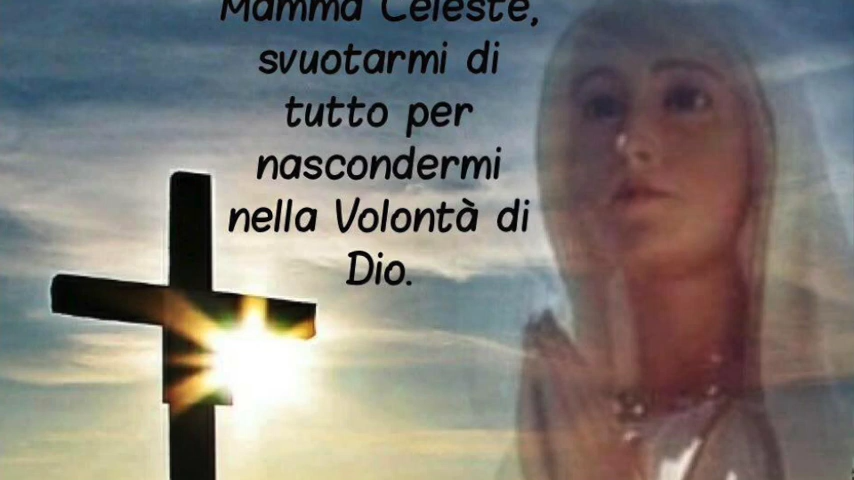 Mamma Celeste,
svuotarmi di
tutto per
nascondermi
nella Volontà di
Dio.